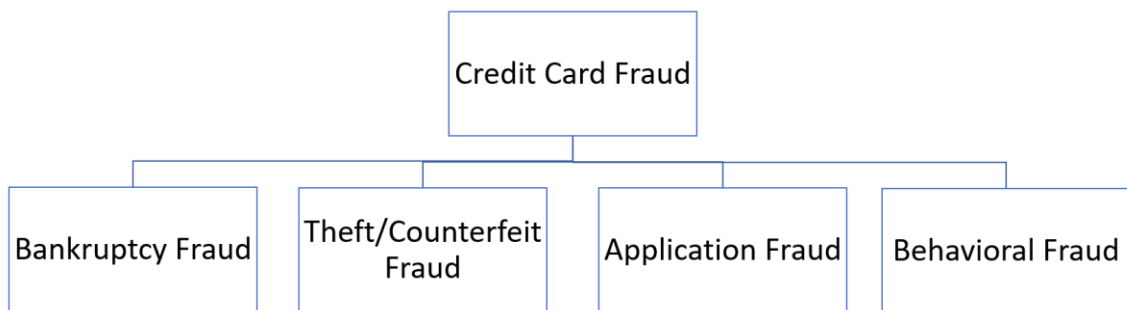 Credit Card Fraud
Bankruptcy Fraud
Theft/Counterfeit
Fraud
Application Fraud
Behavioral Fraud